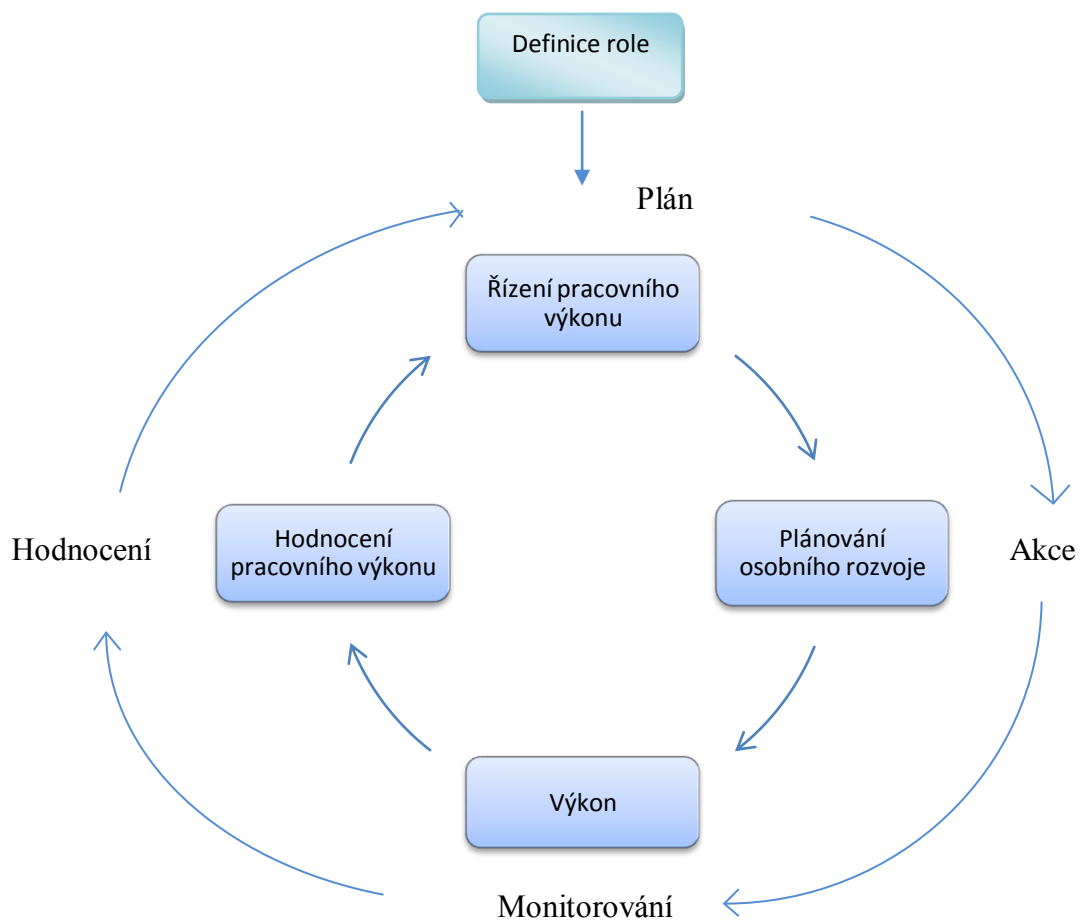 Definice role
Plán
Řízení pracovního
výkonu
Hodnocení
Hodnocení
pracovního výkonu
Plánování
osobního rozvoje
Akce
Výkon
Monitorování